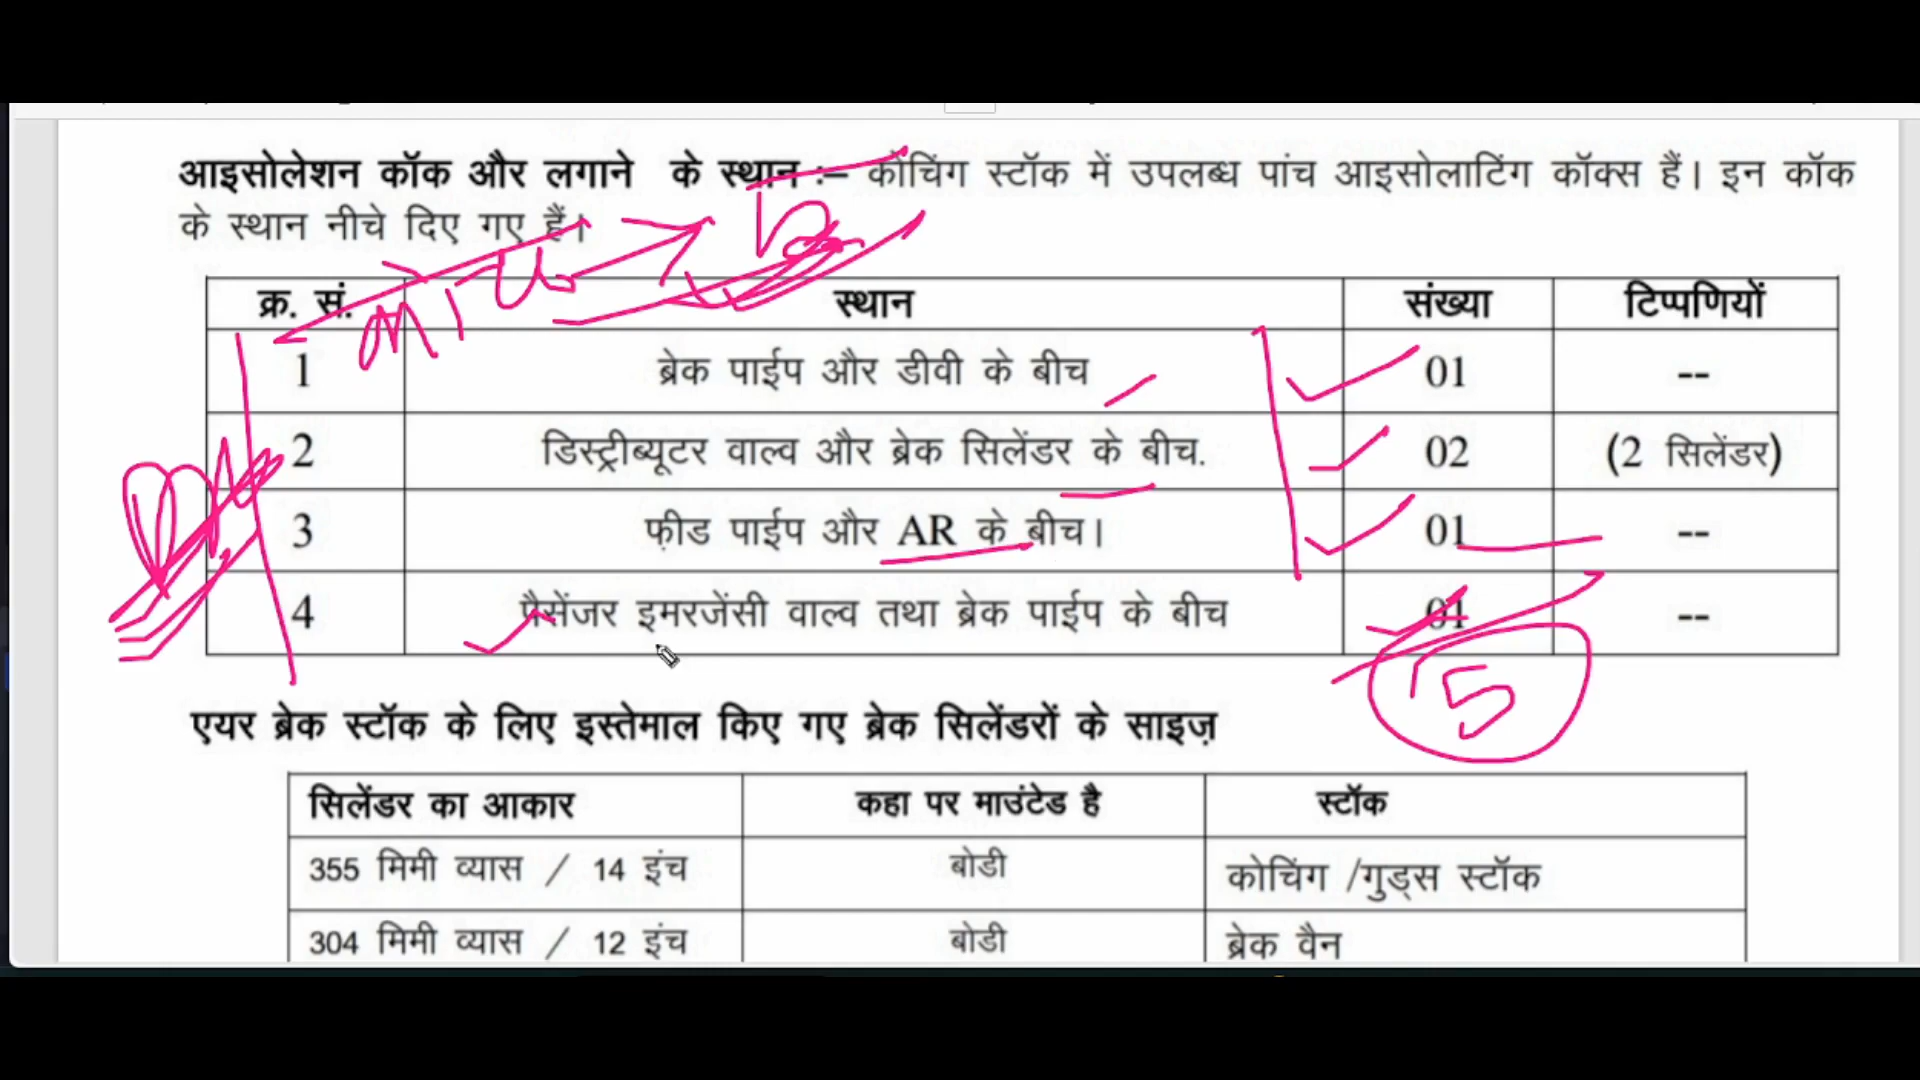 आइसोलेशन कॉक और लगाने के स्थान :– कोचिंग स्टॉक में उपलब्ध पांच आइसोलाटिंग कॉक्स हैं। इन कॉक
के स्थान नीचे दिए गए हैं।
क्र. सं. स्थान संख्या टिप्पणियों
1 ब्रेक पाईप और डीवी के बीच 01 --
2 डिस्ट्रीब्यूटर वाल्व और ब्रेक सिलेंडर के बीच. 02 (2 सिलेंडर)
3 फ़ीड पाईप और AR के बीच। 01 --
4 पैसेंजर इमरजेंसी वाल्व तथा ब्रेक पाईप के बीच 01 --
5
एयर ब्रेक स्टॉक के लिए इस्तेमाल किए गए ब्रेक सिलेंडरों के साइज़
सिलेंडर का आकार कहा पर माउंटेड है स्टॉक
355 मिमी व्यास / 14 इंच बोडी कोचिंग /गुड्स स्टॉक
304 मिमी व्यास / 12 इंच बोडी ब्रेक वैन